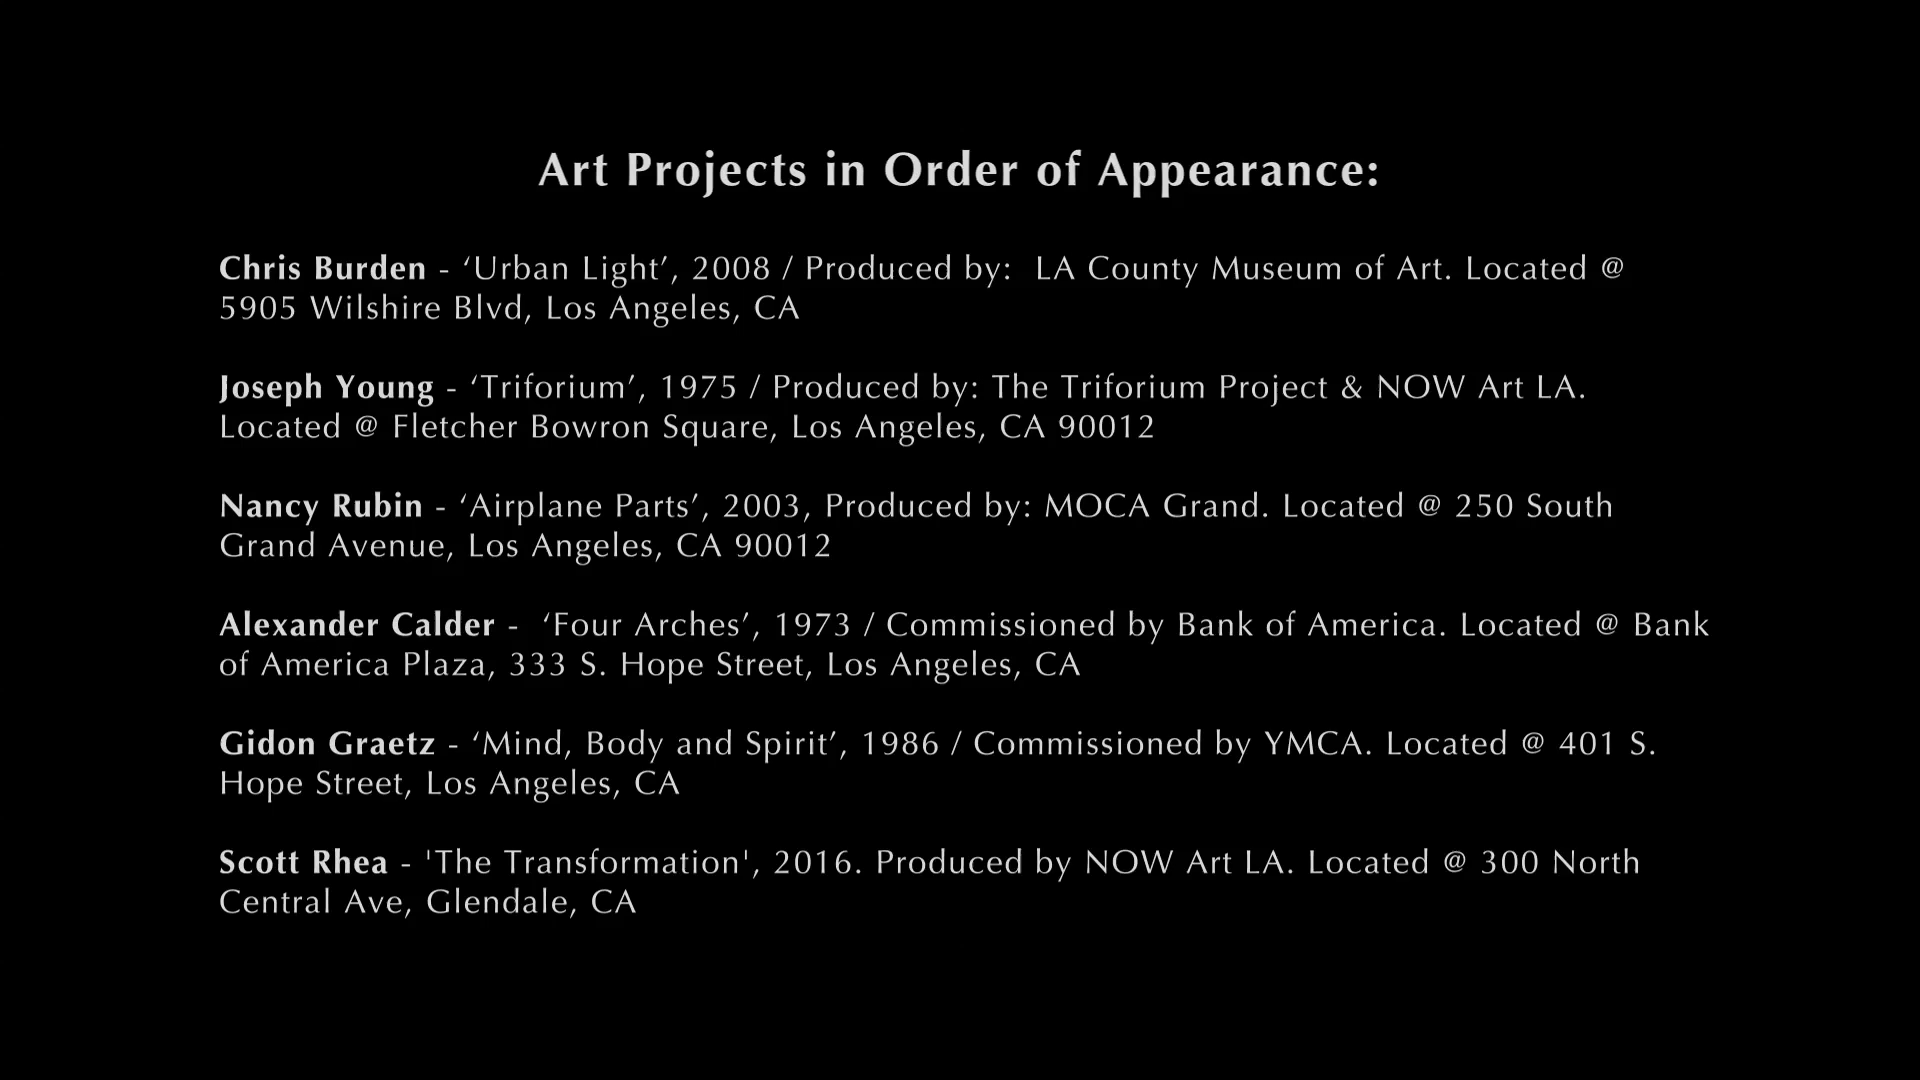 Art Projects in Order of Appearance:
Chris Burden - ‘Urban Light’, 2008 / Produced by:  LA County Museum of Art. Located @
5905 Wilshire Blvd, Los Angeles, CA
Joseph Young - ‘Triforium’, 1975 / Produced by: The Triforium Project & NOW Art LA.
Located @ Fletcher Bowron Square, Los Angeles, CA 90012
Nancy Rubin - ‘Airplane Parts’, 2003, Produced by: MOCA Grand. Located @ 250 South
Grand Avenue, Los Angeles, CA 90012
Alexander Calder -  ‘Four Arches’, 1973 / Commissioned by Bank of America. Located @ Bank
of America Plaza, 333 S. Hope Street, Los Angeles, CA
Gidon Graetz - ‘Mind, Body and Spirit’, 1986 / Commissioned by YMCA. Located @ 401 S.
Hope Street, Los Angeles, CA
Scott Rhea - 'The Transformation', 2016. Produced by NOW Art LA. Located @ 300 North
Central Ave, Glendale, CA